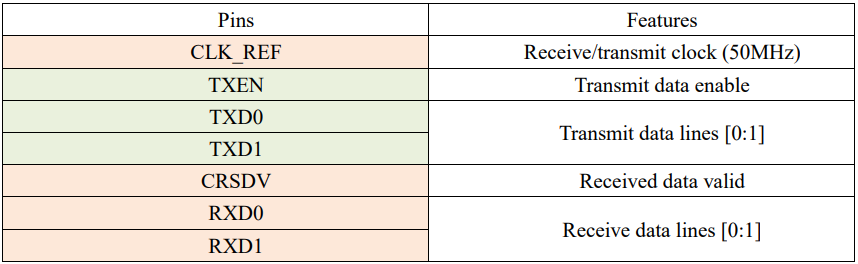 Pins Features
CLK_REF Receive/transmit clock (50MHz)
TXEN Transmit data enable
TXD0
Transmit data lines [0:1]
TXD1
CRSDV Received data valid
RXD0
Receive data lines [0:1]
RXD1